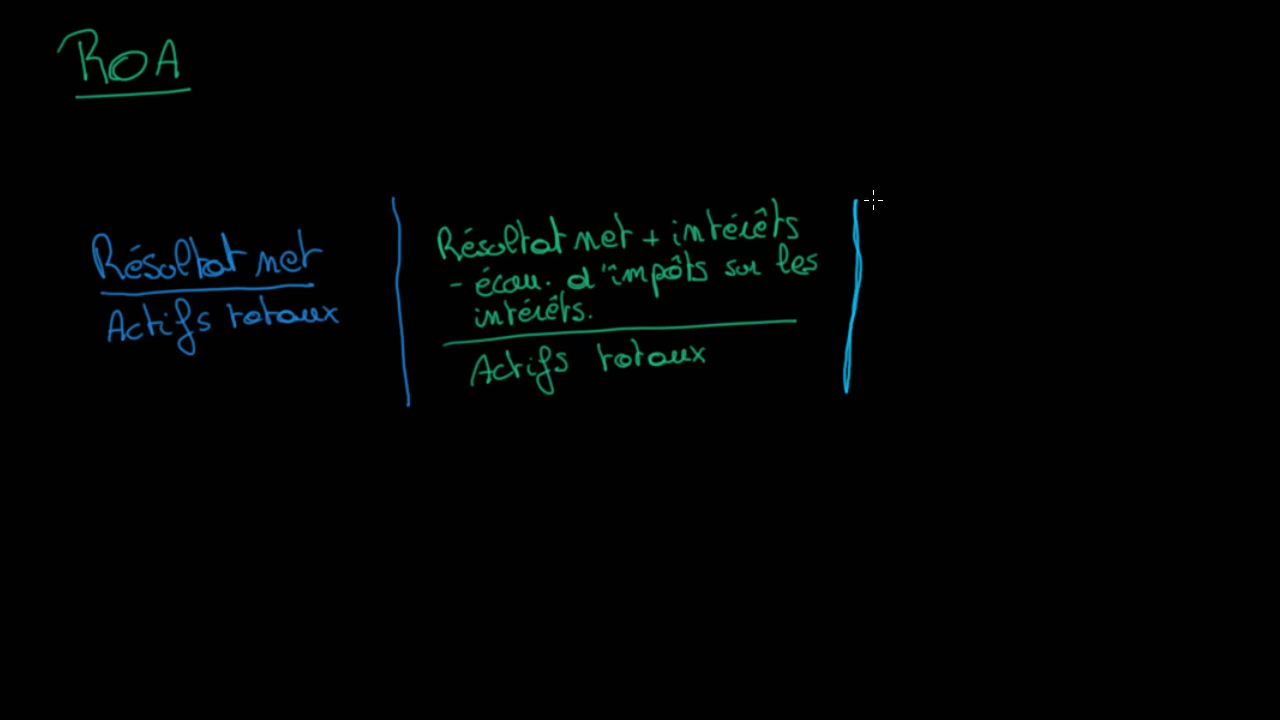 ROA
Résultat net
Actifs totaux
Résultat net + intérêts
- écon. d'impôts sur les
intérêts.
Actifs totaux